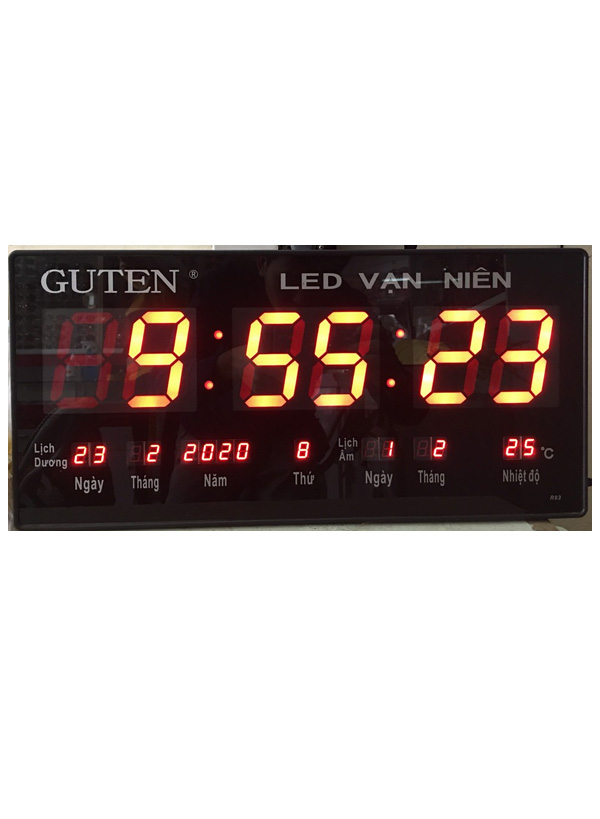 GUTEN ® LED VẠN NIÊN
9:55:23
Lịch Dương 23 2 2020 8 Lịch Âm 1 2 25 °C
Ngày Tháng Năm Thứ Ngày Tháng Nhiệt độ